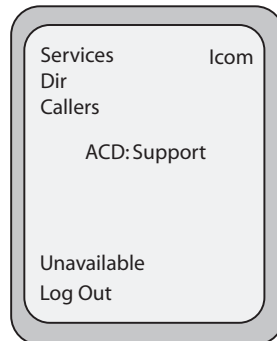 Services Icom
Dir
Callers
ACD: Support
Unavailable
Log Out